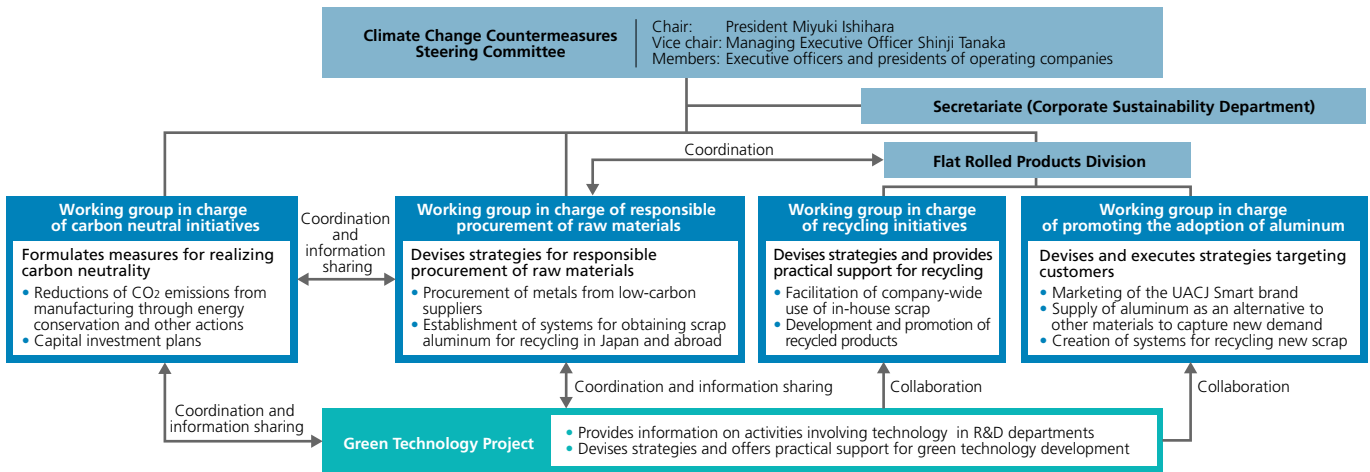 Climate Change Countermeasures
Steering Committee
Chair: President Miyuki Ishihara
Vice chair: Managing Executive Officer Shinji Tanaka
Members: Executive officers and presidents of operating companies
Secretariate (Corporate Sustainability Department)
Coordination
Flat Rolled Products Division
Working group in charge
of carbon neutral initiatives
Formulates measures for realizing
carbon neutrality
• Reductions of CO2 emissions from
manufacturing through energy
conservation and other actions
• Capital investment plans
Coordination
and
information
sharing
Working group in charge of responsible
procurement of raw materials
Devises strategies for responsible
procurement of raw materials
• Procurement of metals from low-carbon
suppliers
• Establishment of systems for obtaining scrap
aluminum for recycling in Japan and abroad
Working group in charge
of recycling initiatives
Devises strategies and provides
practical support for recycling
• Facilitation of company-wide
use of in-house scrap
• Development and promotion of
recycled products
Working group in charge
of promoting the adoption of aluminum
Devises and executes strategies targeting
customers
• Marketing of the UACJ Smart brand
• Supply of aluminum as an alternative to
other materials to capture new demand
• Creation of systems for recycling new scrap
Coordination and
information sharing
Coordination and information sharing
Collaboration
Collaboration
Green Technology Project
• Provides information on activities involving technology in R&D departments
• Devises strategies and offers practical support for green technology development